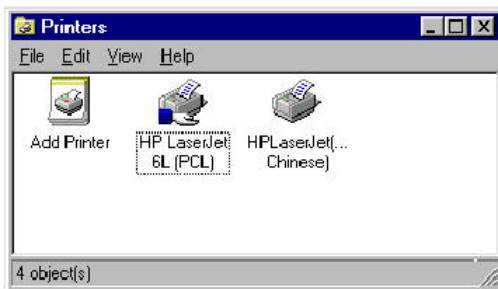 Printers
File Edit View Help
Add Printer
HP LaserJet
6L (PCL)
HPLaserJet(...
Chinese)
4 object(s)